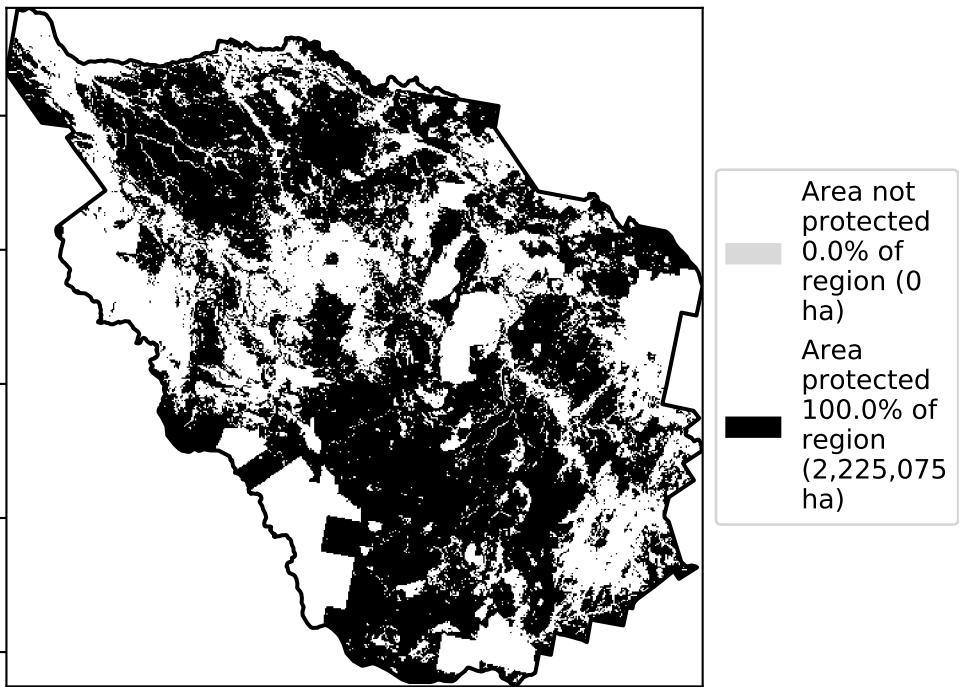 Area not
protected
0.0% of
region (0
ha)
Area
protected
100.0% of
region
(2,225,075
ha)